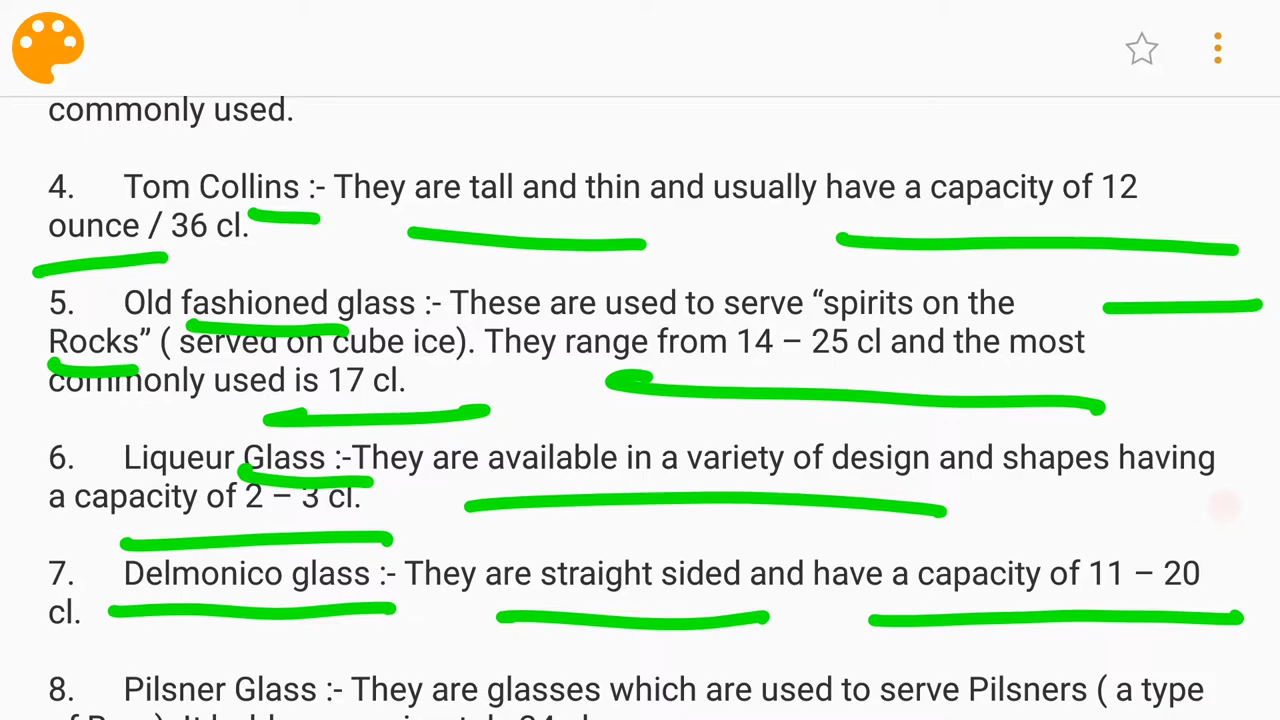 commonly used.
4. Tom Collins :- They are tall and thin and usually have a capacity of 12
ounce / 36 cl.
5. Old fashioned glass :- These are used to serve “spirits on the
Rocks” ( served on cube ice). They range from 14 – 25 cl and the most
commonly used is 17 cl.
6. Liqueur Glass :-They are available in a variety of design and shapes having
a capacity of 2 – 3 cl.
7. Delmonico glass :- They are straight sided and have a capacity of 11 – 20
cl.
8. Pilsner Glass :- They are glasses which are used to serve Pilsners ( a type